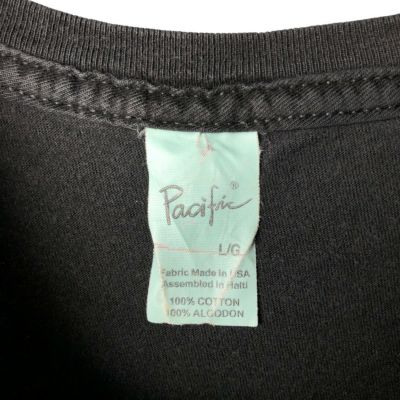 Pacific®
L/G
Fabric Made in USA
Assembled in Haiti
100% COTTON
100% ALGODON